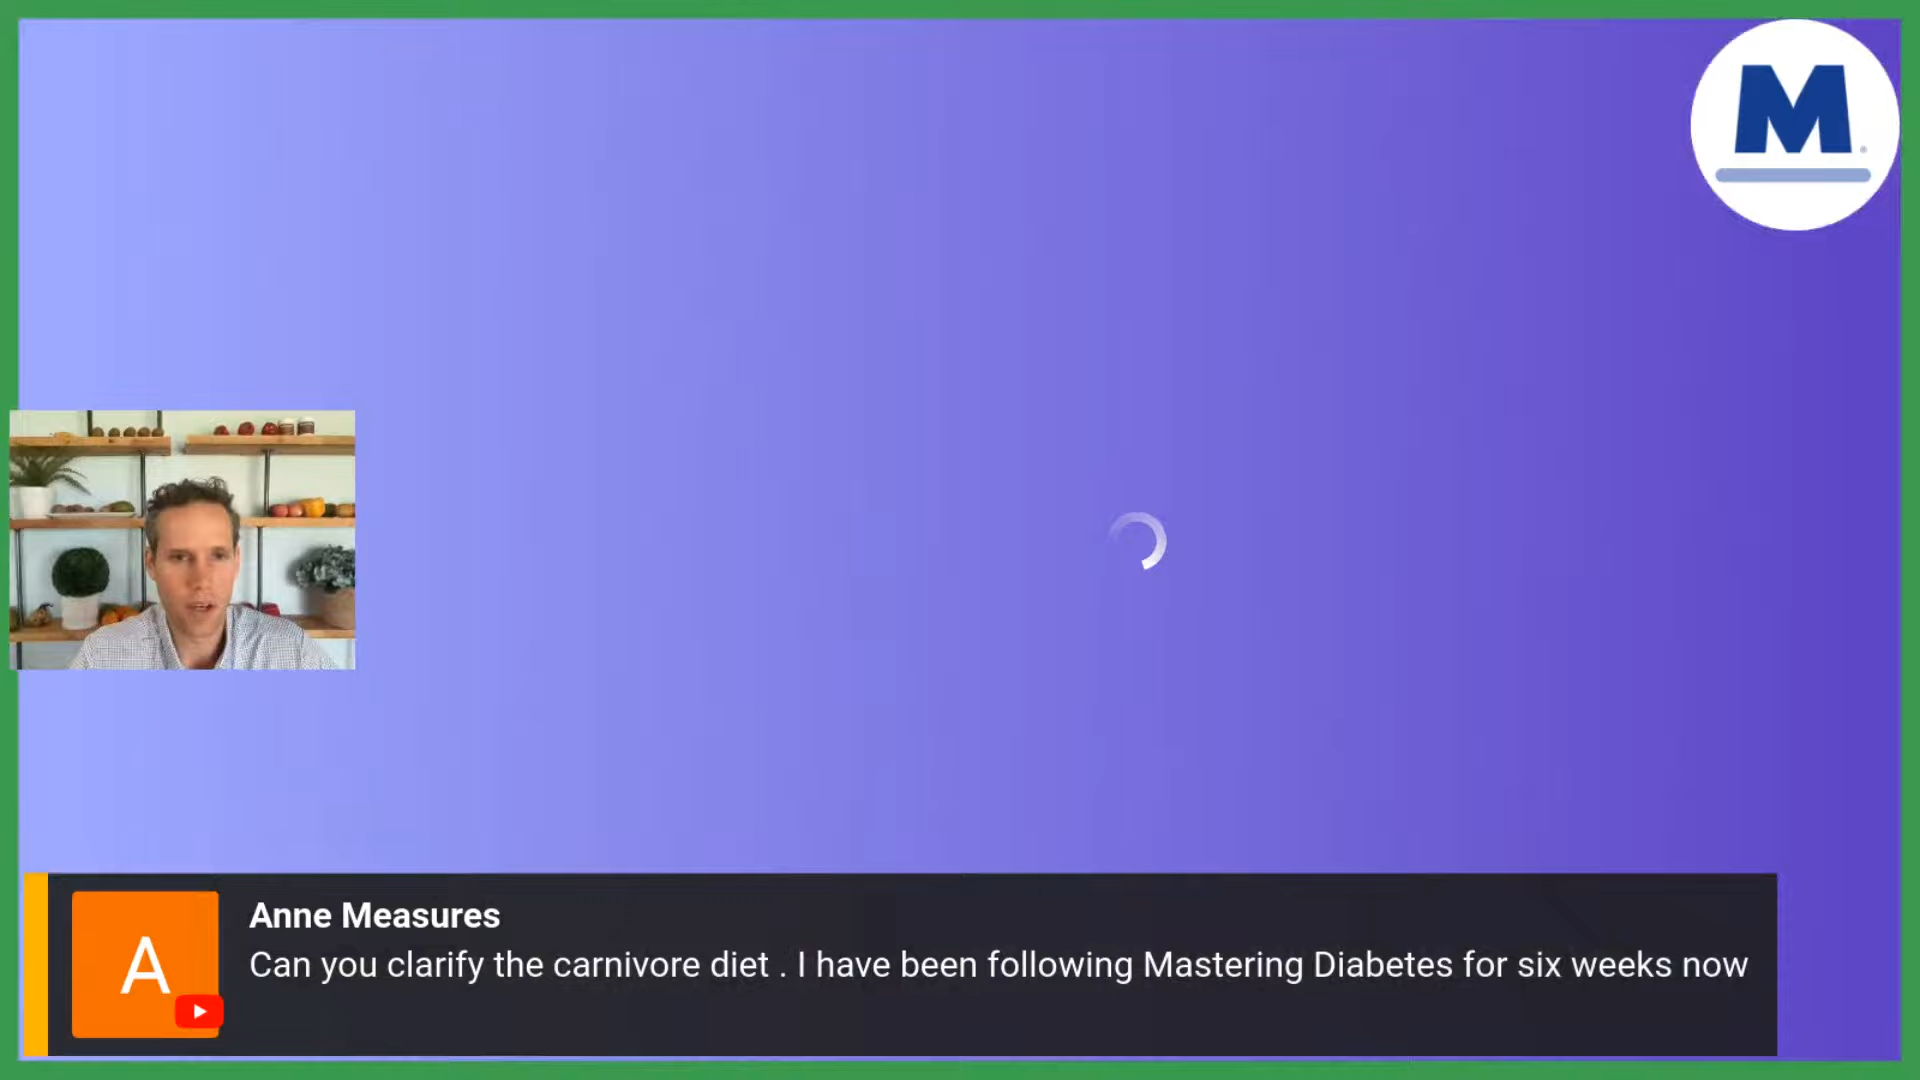 M
Anne Measures
A
Can you clarify the carnivore diet . I have been following Mastering Diabetes for six weeks now